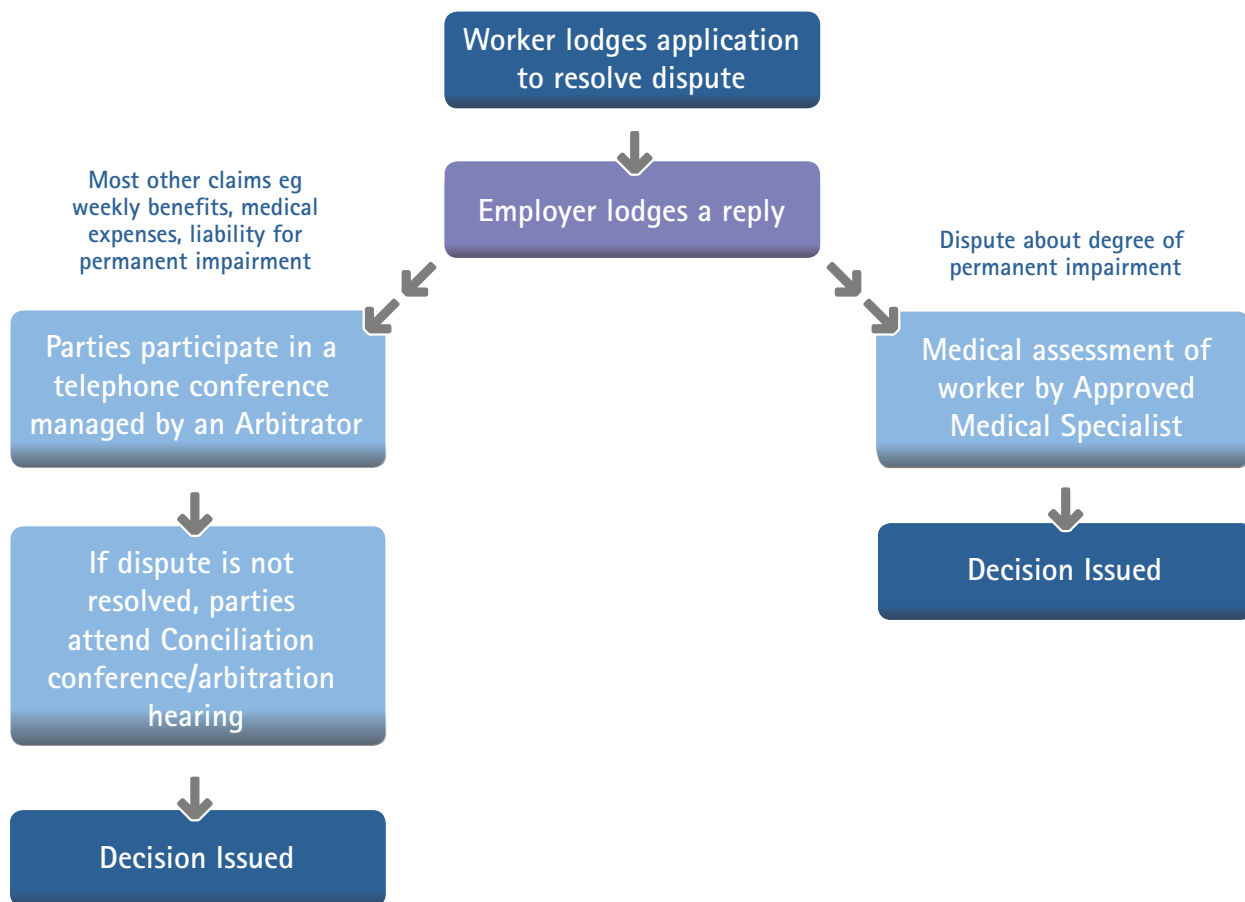 Worker lodges application
to resolve dispute
Employer lodges a reply
Most other claims eg
weekly benefits, medical
expenses, liability for
permanent impairment
Dispute about degree of
permanent impairment
Parties participate in a
telephone conference
managed by an Arbitrator
Medical assessment of
worker by Approved
Medical Specialist
If dispute is not
resolved, parties
attend Conciliation
conference/arbitration
hearing
Decision Issued
Decision Issued